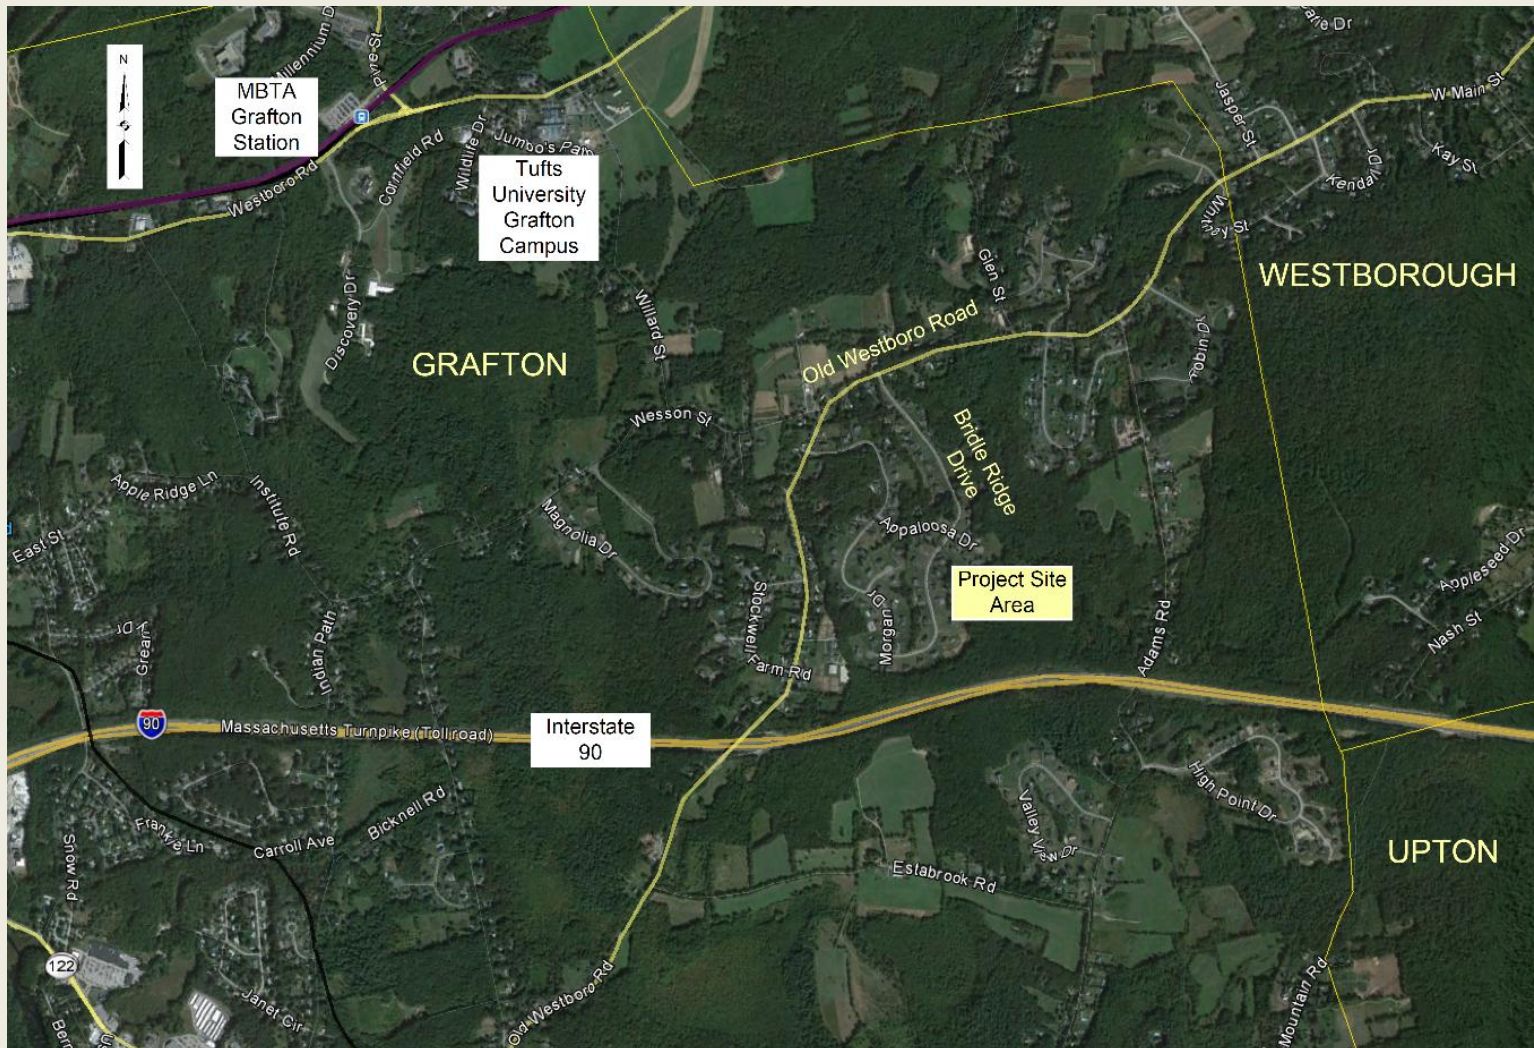 N
MBTA
Grafton
Station
Millennium D
Pine St
Westboro Rd
Cornfield Rd
Wildlife Dr
Jumbo's Path
Tufts
University
Grafton
Campus
Jasper St
W Main St
Kay St
Kendal Dr
Whitney St
WESTBOROUGH
Glen St
Robin Dr
Discovery Dr
Willard St
GRAFTON
Old Westboro Road
Wesson St
Bridle Ridge
Drive
Apple Ridge Ln
Institute Rd
East St
Magnolia Dr
Appaloosa Dr
Project Site
Area
Stockwell
Farm Rd
Morgan Dr
Adams Rd
Appleseed Dr
Nash St
Indian Path
90
Massachusetts Turnpike (Toll road)
Interstate
90
High Point Dr
Valley View Dr
Bicknell Rd
Carroll Ave
Frankie Ln
Snow Rd
Estabrook Rd
UPTON
122
Janet Cir
Old Westboro Rd
Mountain Rd